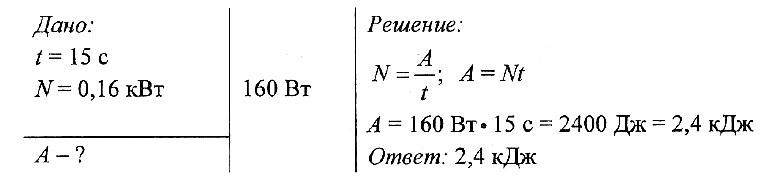 Дано:
t = 15 с
N = 0,16 кВт
A – ?
160 Вт
Решение:
N = A/t; A = Nt
A = 160 Вт • 15 с = 2400 Дж = 2,4 кДж
Ответ: 2,4 кДж